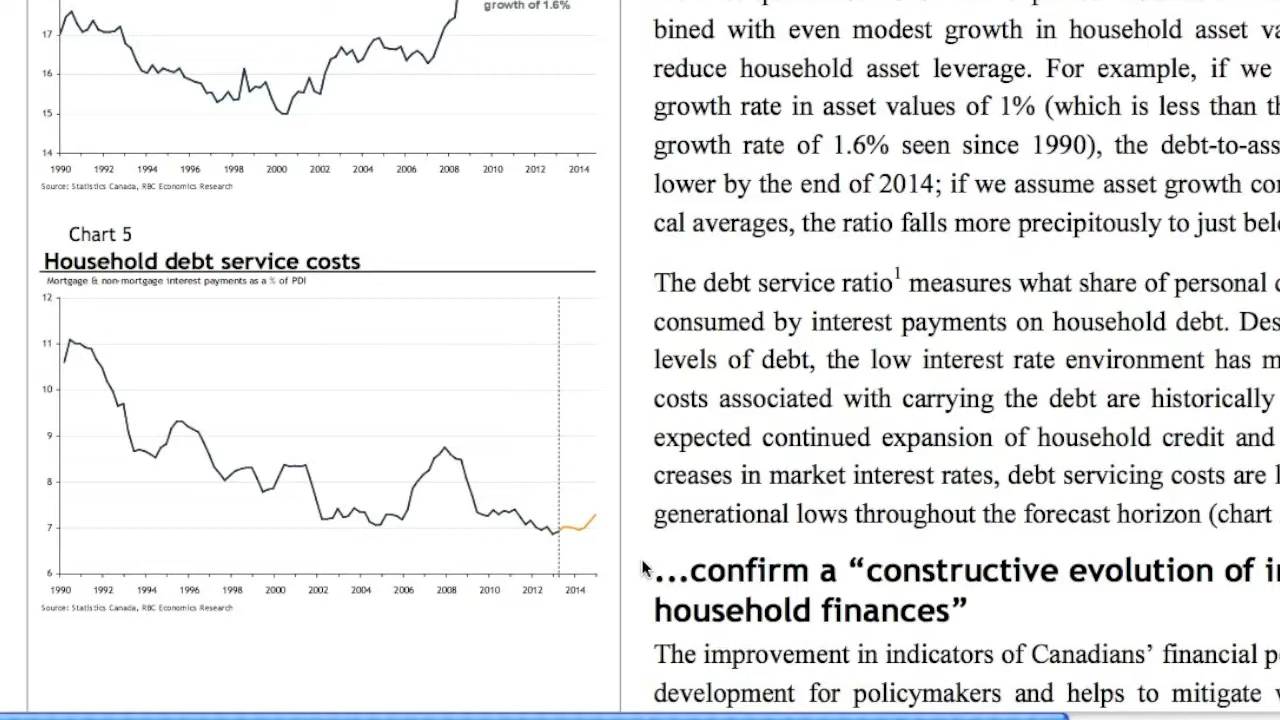 growth of 1.6%
17
16
15
14
1990 1992 1994 1996 1998 2000 2002 2004 2006 2008 2010 2012 2014
Source: Statistics Canada, RBC Economics Research
Chart 5
Household debt service costs
Mortgage & non-mortgage interest payments as a % of PDI
12
11
10
9
8
7
6
1990 1992 1994 1996 1998 2000 2002 2004 2006 2008 2010 2012 2014
Source: Statistics Canada, RBC Economics Research
bined with even modest growth in household asset va
reduce household asset leverage. For example, if we
growth rate in asset values of 1% (which is less than th
growth rate of 1.6% seen since 1990), the debt-to-ass
lower by the end of 2014; if we assume asset growth con
cal averages, the ratio falls more precipitously to just bel
The debt service ratio1 measures what share of personal
consumed by interest payments on household debt. Des
levels of debt, the low interest rate environment has m
costs associated with carrying the debt are historically
expected continued expansion of household credit and
creases in market interest rates, debt servicing costs are l
generational lows throughout the forecast horizon (chart
...confirm a “constructive evolution of i
household finances”
The improvement in indicators of Canadians’ financial p
development for policymakers and helps to mitigate